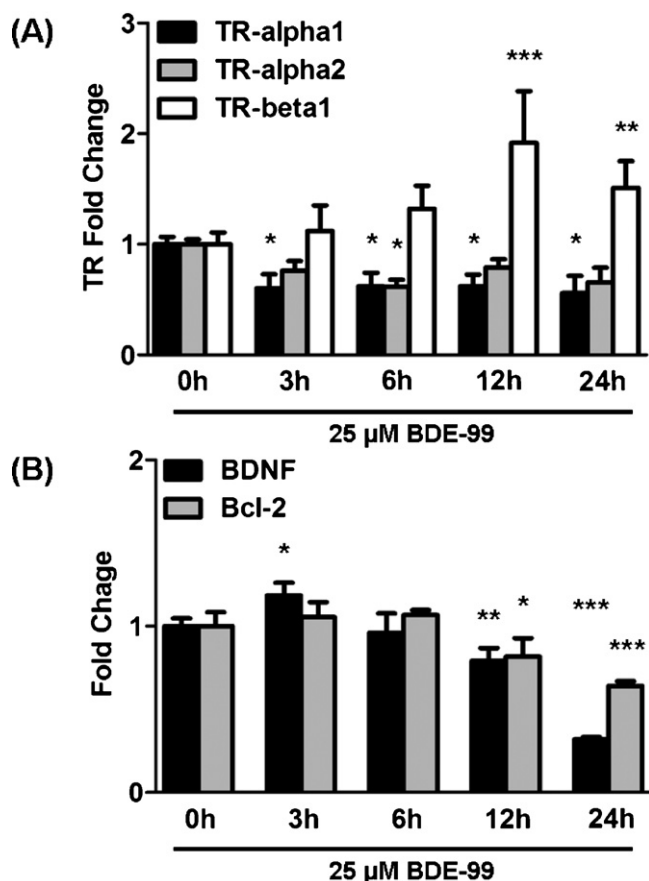 (A)
TR-alpha1
TR-alpha2
TR-beta1
TR Fold Change
3
2
1
0
* * * * *** * **
0h 3h 6h 12h 24h
25 µM BDE-99
(B)
BDNF
Bcl-2
Fold Chage
2
1
0
* ** * *** ***
0h 3h 6h 12h 24h
25 µM BDE-99